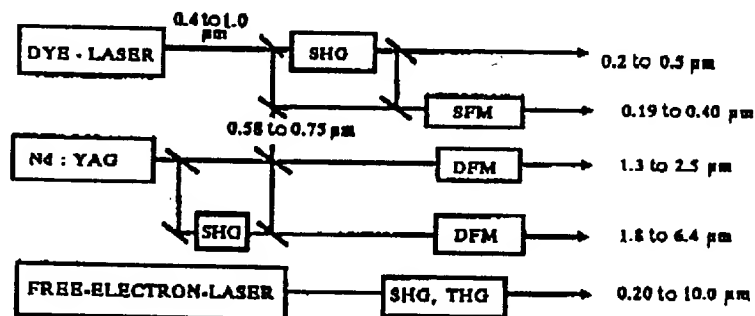 0.4 to 1.0
µm
DYE - LASER
SHG
0.2 to 0.5 µm
SFM
0.19 to 0.40 µm
0.58 to 0.75 µm
Nd : YAG
DFM
1.3 to 2.5 µm
SHG
DFM
1.8 to 6.4 µm
FREE-ELECTRON-LASER
SHG, THG
0.20 to 10.0 µm